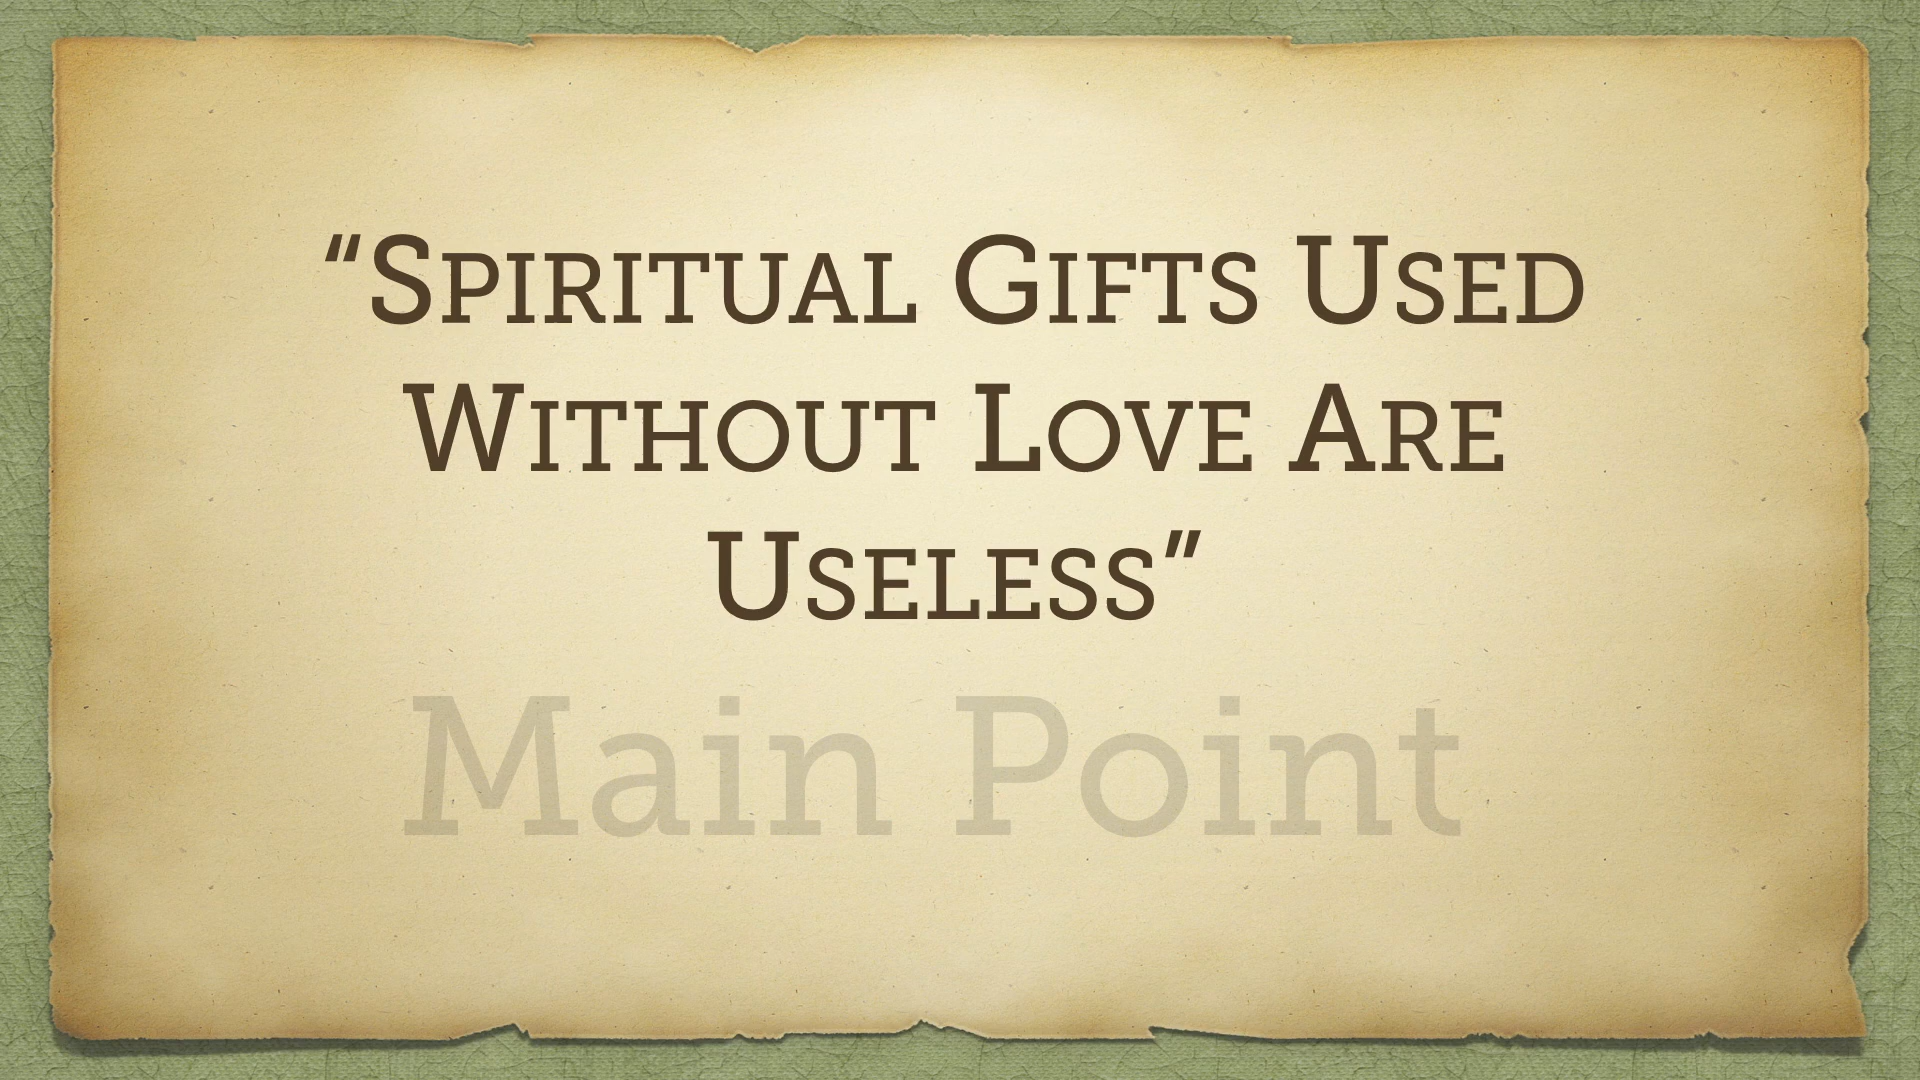 “Spiritual Gifts Used
Without Love Are
Useless”
Main Point